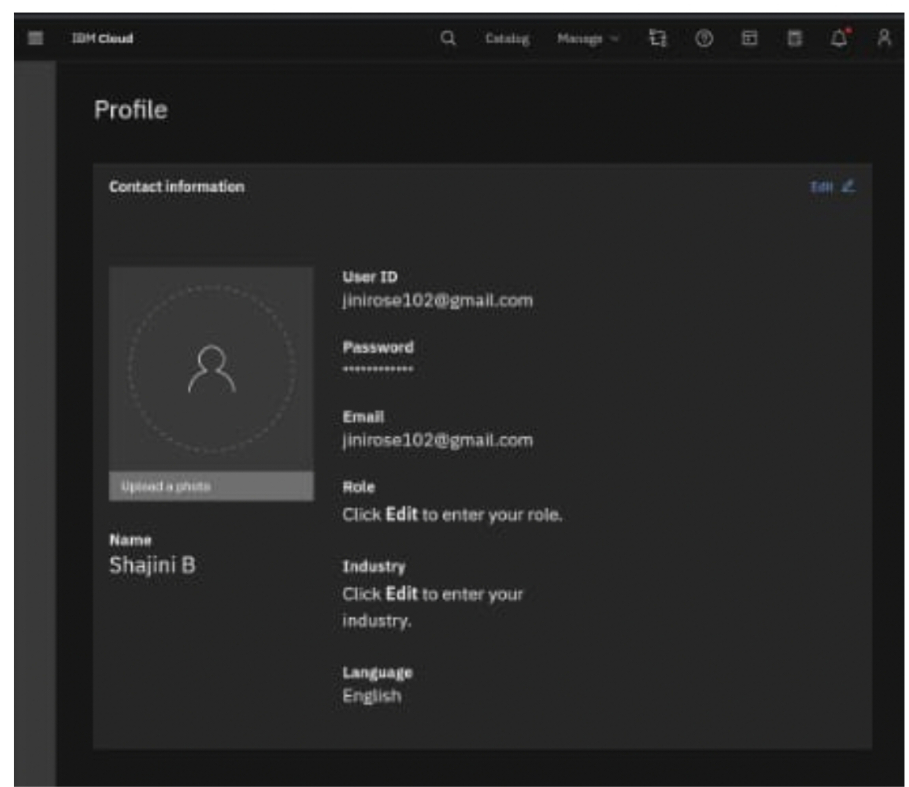 IBM Cloud
Catalog
Manage
Profile
Contact information
Edit
User ID
jinirose102@gmail.com
Password
************
Email
jinirose102@gmail.com
Upload a photo
Role
Click Edit to enter your role.
Name
Shajini B
Industry
Click Edit to enter your
industry.
Language
English